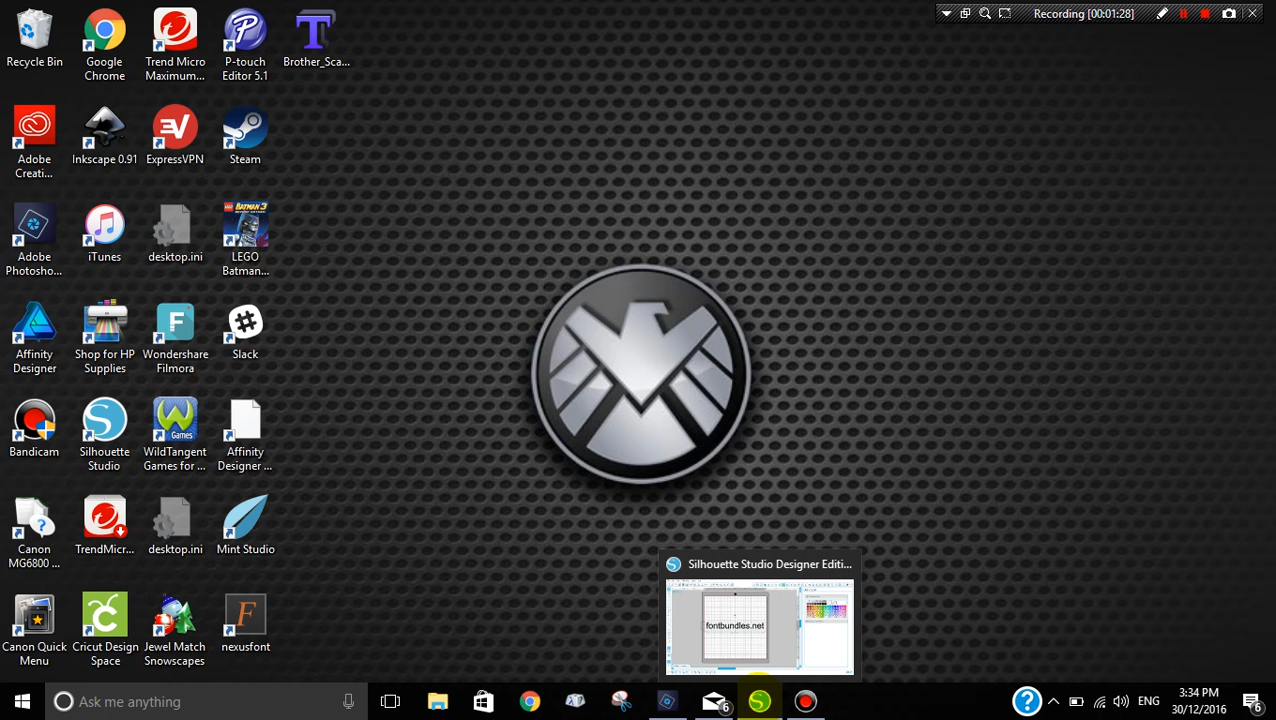 Recording [00:01:28]
Recycle Bin
Google
Chrome
Trend Micro
Maximum...
P-touch
Editor 5.1
Brother_Sca...
Adobe
Creati...
Inkscape 0.91
ExpressVPN
Steam
Adobe
Photosho...
iTunes
desktop.ini
LEGO
Batman...
Affinity
Designer
Shop for HP
Supplies
Wondershare
Filmora
Slack
Bandicam
Silhouette
Studio
WildTangent
Games for ...
Affinity
Designer ...
Canon
MG6800 ...
TrendMicr...
desktop.ini
Mint Studio
Canon Quick
Menu
Cricut Design
Space
Jewel Match
Snowscapes
nexusfont
Silhouette Studio Designer Editi...
fontbundles.net
Ask me anything
6
ENG
3:34 PM
30/12/2016
6